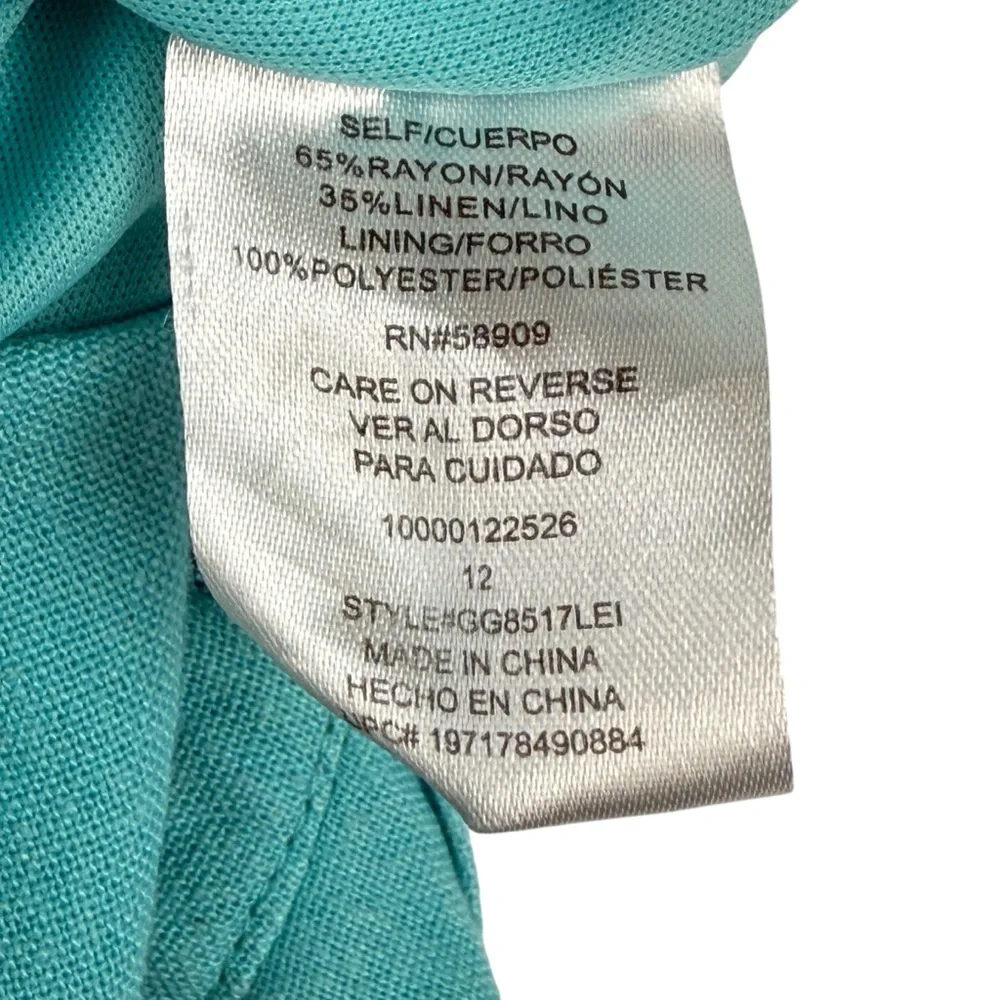 SELF/CUERPO
65%RAYON/RAYÓN
35%LINEN/LINO
LINING/FORRO
100%POLYESTER/POLIÉSTER
RN#58909
CARE ON REVERSE
VER AL DORSO
PARA CUIDADO
10000122526
12
STYLE#GG8517LEI
MADE IN CHINA
HECHO EN CHINA
197178490884